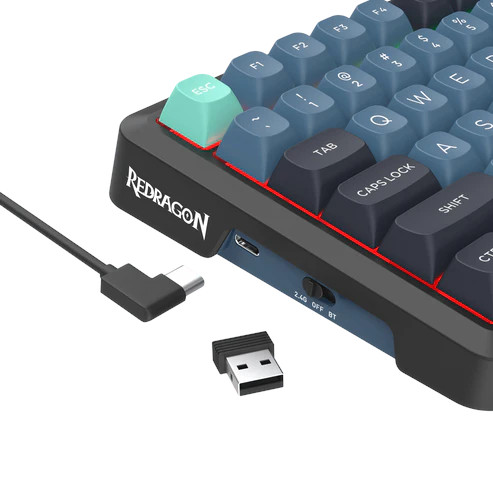 ESC
F1
F2
F3
F4
~
`
!
1
@
2
#
3
$
4
%
5
TAB
Q
W
E
CAPS LOCK
A
S
SHIFT
REDRAGON
2.4G OFF BT